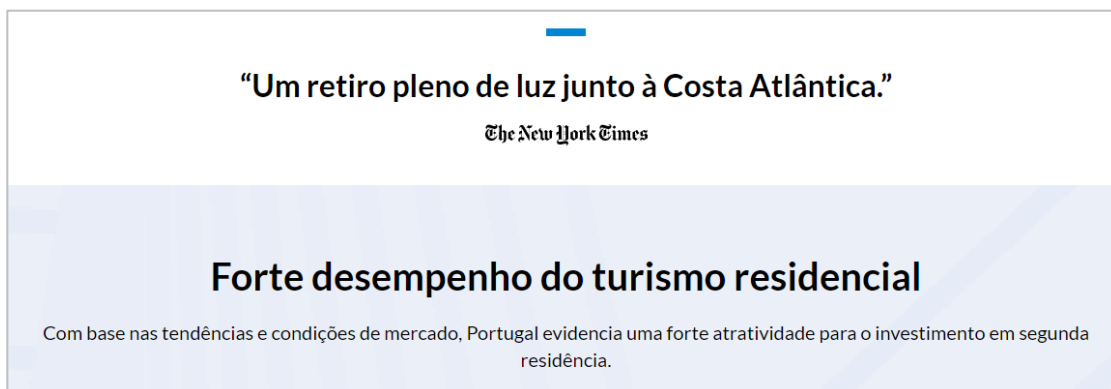 “Um retiro pleno de luz junto à Costa Atlântica.”
The New York Times
Forte desempenho do turismo residencial
Com base nas tendências e condições de mercado, Portugal evidencia uma forte atratividade para o investimento em segunda
residência.